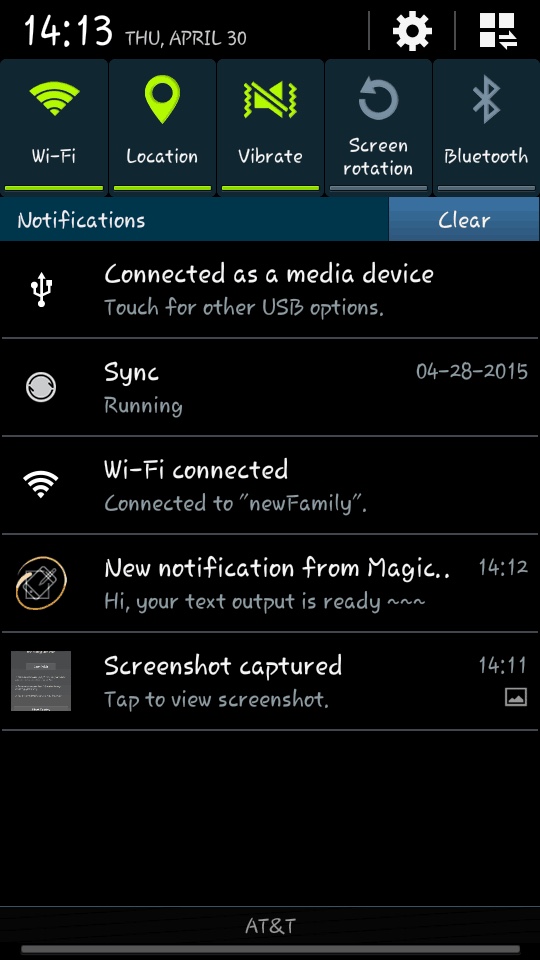 14:13 THU, APRIL 30
Wi-Fi
Location
Vibrate
Screen
rotation
Bluetooth
Notifications
Clear
Connected as a media device
Touch for other USB options.
Sync 04-28-2015
Running
Wi-Fi connected
Connected to "newFamily".
New notification from Magic.. 14:12
Hi, your text output is ready ~~~
Screenshot captured 14:11
Tap to view screenshot.
AT&T